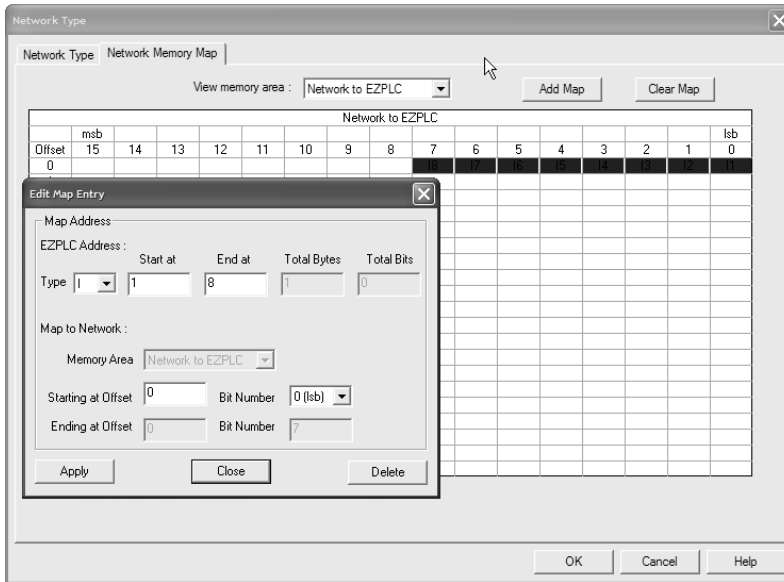 Network Type
Network Type Network Memory Map
View memory area : Network to EZPLC Add Map Clear Map
Network to EZPLC
msb lsb
Offset 15 14 13 12 11 10 9 8 7 6 5 4 3 2 1 0
0 I8 I7 I6 I5 I4 I3 I2 I1
Edit Map Entry
Map Address
EZPLC Address :
Start at End at Total Bytes Total Bits
Type I 1 8 1 0
Map to Network :
Memory Area Network to EZPLC
Starting at Offset 0 Bit Number 0 (lsb)
Ending at Offset 0 Bit Number 7
Apply Close Delete
OK Cancel Help